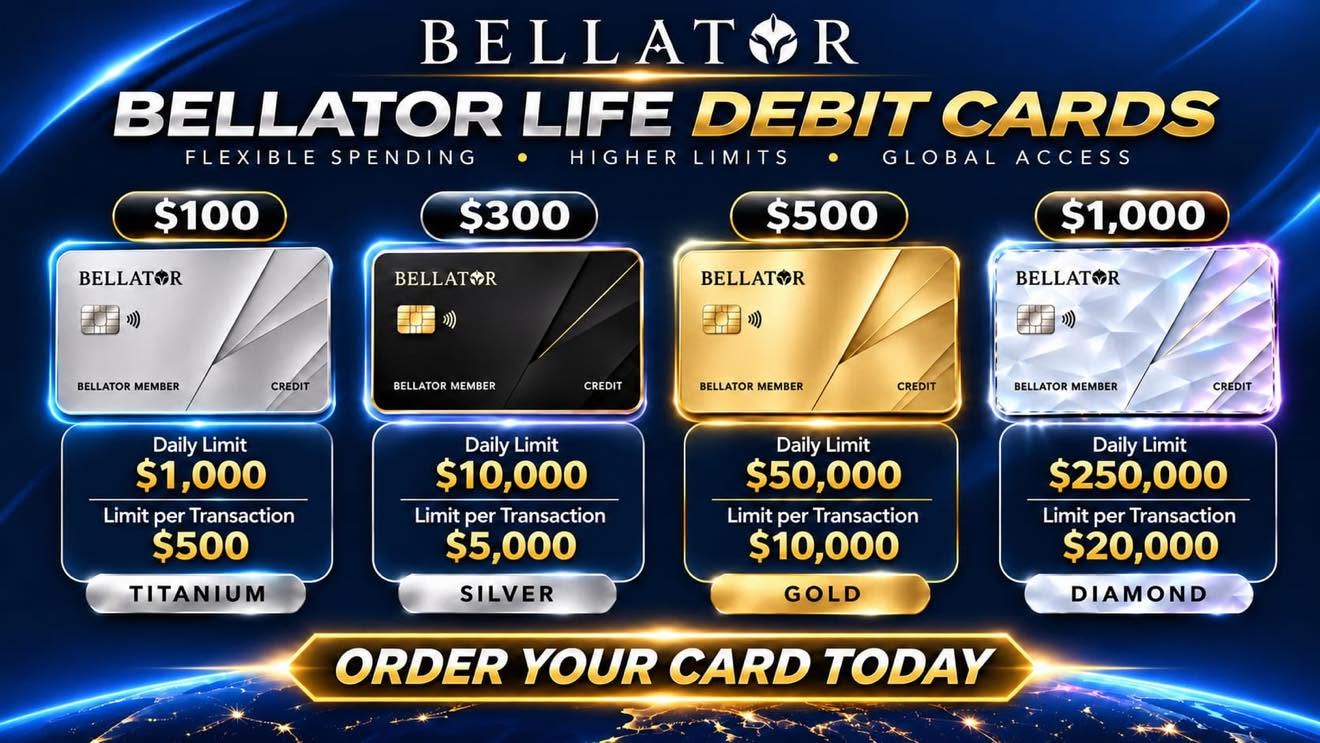 BELLATOR
BELLATOR LIFE DEBIT CARDS
FLEXIBLE SPENDING • HIGHER LIMITS • GLOBAL ACCESS
$100
BELLATOR
BELLATOR MEMBER CREDIT
Daily Limit
$1,000
Limit per Transaction
$500
TITANIUM
$300
BELLATOR
BELLATOR MEMBER CREDIT
Daily Limit
$10,000
Limit per Transaction
$5,000
SILVER
$500
BELLATOR
BELLATOR MEMBER CREDIT
Daily Limit
$50,000
Limit per Transaction
$10,000
GOLD
$1,000
BELLATOR
BELLATOR MEMBER CREDIT
Daily Limit
$250,000
Limit per Transaction
$20,000
DIAMOND
ORDER YOUR CARD TODAY